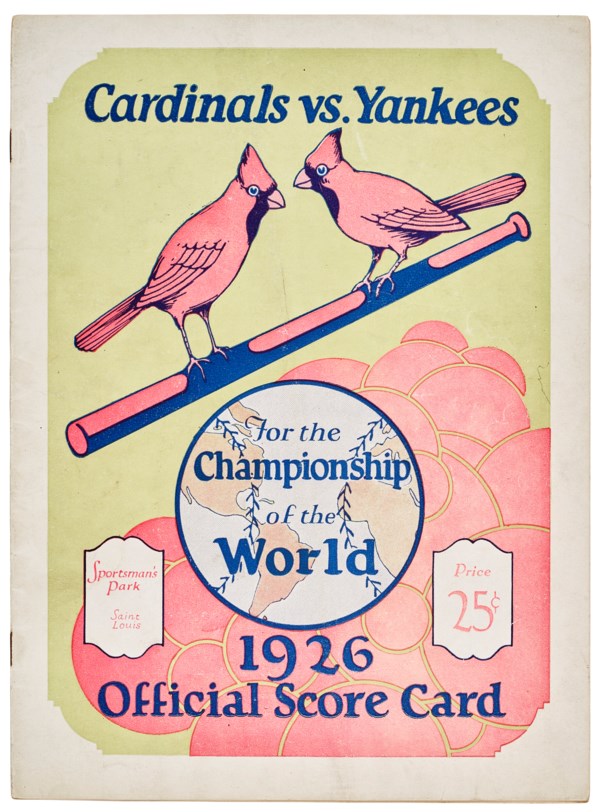 Cardinals vs. Yankees
for the
Championship
of the
World
Sportsman's
Park
Saint
Louis
Price
25¢
1926
Official Score Card